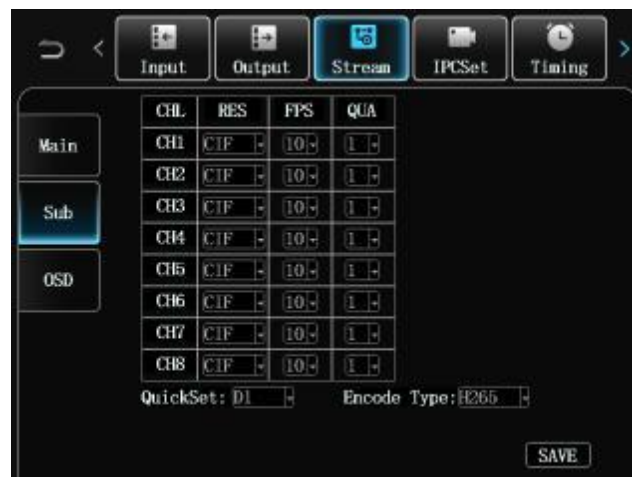 Input Output Stream IPCSet Timing
Main
Sub
OSD
CHL RES FPS QUA
CH1 CIF 10 1
CH2 CIF 10 1
CH3 CIF 10 1
CH4 CIF 10 1
CH5 CIF 10 1
CH6 CIF 10 1
CH7 CIF 10 1
CH8 CIF 10 1
QuickSet: D1 Encode Type: H265
SAVE